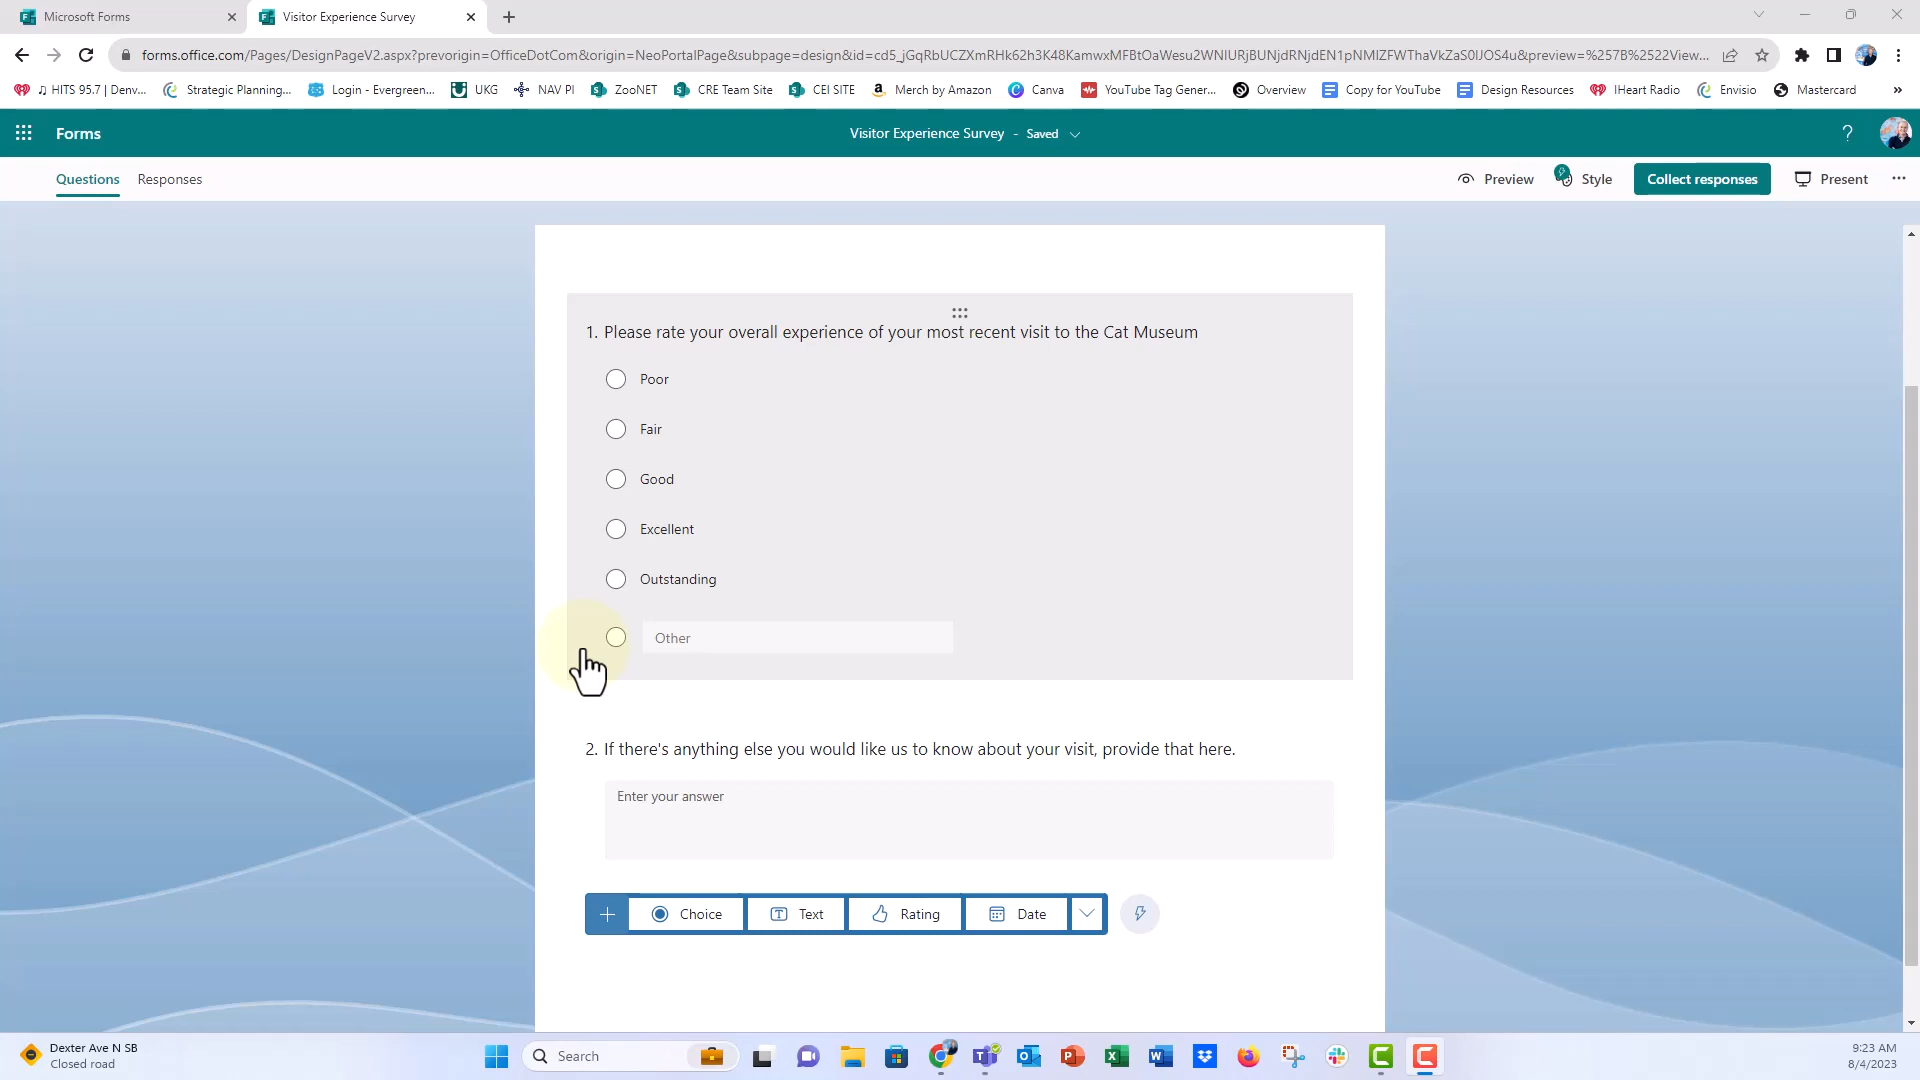 Microsoft Forms
Visitor Experience Survey
forms.office.com/Pages/DesignPageV2.aspx?prevorigin=OfficeDotCom&origin=NeoPortalPage&subpage=design&id=cd5_jGqRbUCZXmRHk62h3K48KamwxMFBtOaWesu2WNlURjBUNjdRNjdEN1pNMlZFWThaVkZaS0lJOS4u&preview=%257B%2522View...
HITS 95.7 | Denv...
Strategic Planning...
Login - Evergreen...
UKG
NAV PI
ZooNET
CRE Team Site
CEI SITE
Merch by Amazon
Canva
YouTube Tag Gener...
Overview
Copy for YouTube
Design Resources
IHeart Radio
Envisio
Mastercard
»
Forms
Visitor Experience Survey - Saved
?
Questions
Responses
Preview
Style
Collect responses
Present
1. Please rate your overall experience of your most recent visit to the Cat Museum
Poor
Fair
Good
Excellent
Outstanding
Other
2. If there's anything else you would like us to know about your visit, provide that here.
Enter your answer
Choice
Text
Rating
Date
Dexter Ave N SB
Closed road
Search
9:23 AM
8/4/2023